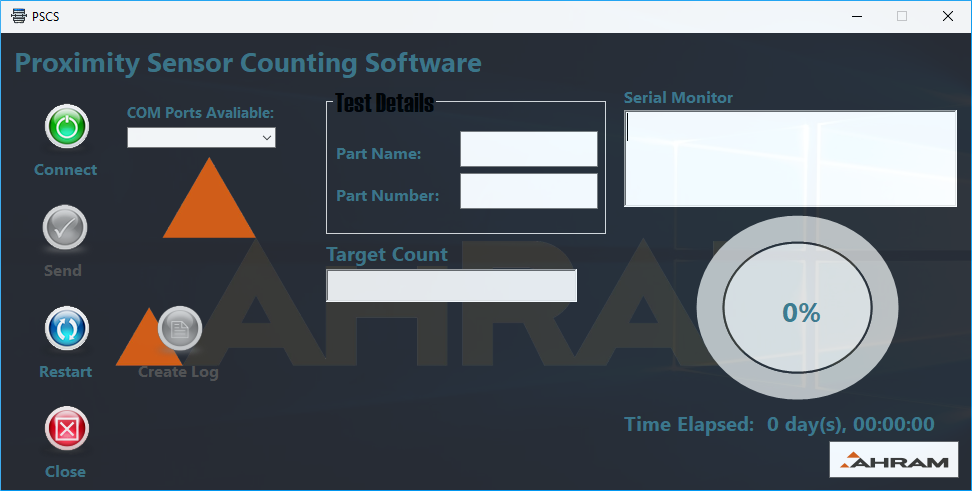 PSCS
Proximity Sensor Counting Software
COM Ports Avaliable:
Connect
Send
Restart
Create Log
Close
Test Details
Part Name:
Part Number:
Target Count
Serial Monitor
0%
Time Elapsed: 0 day(s), 00:00:00
AHRAM
AHRAM